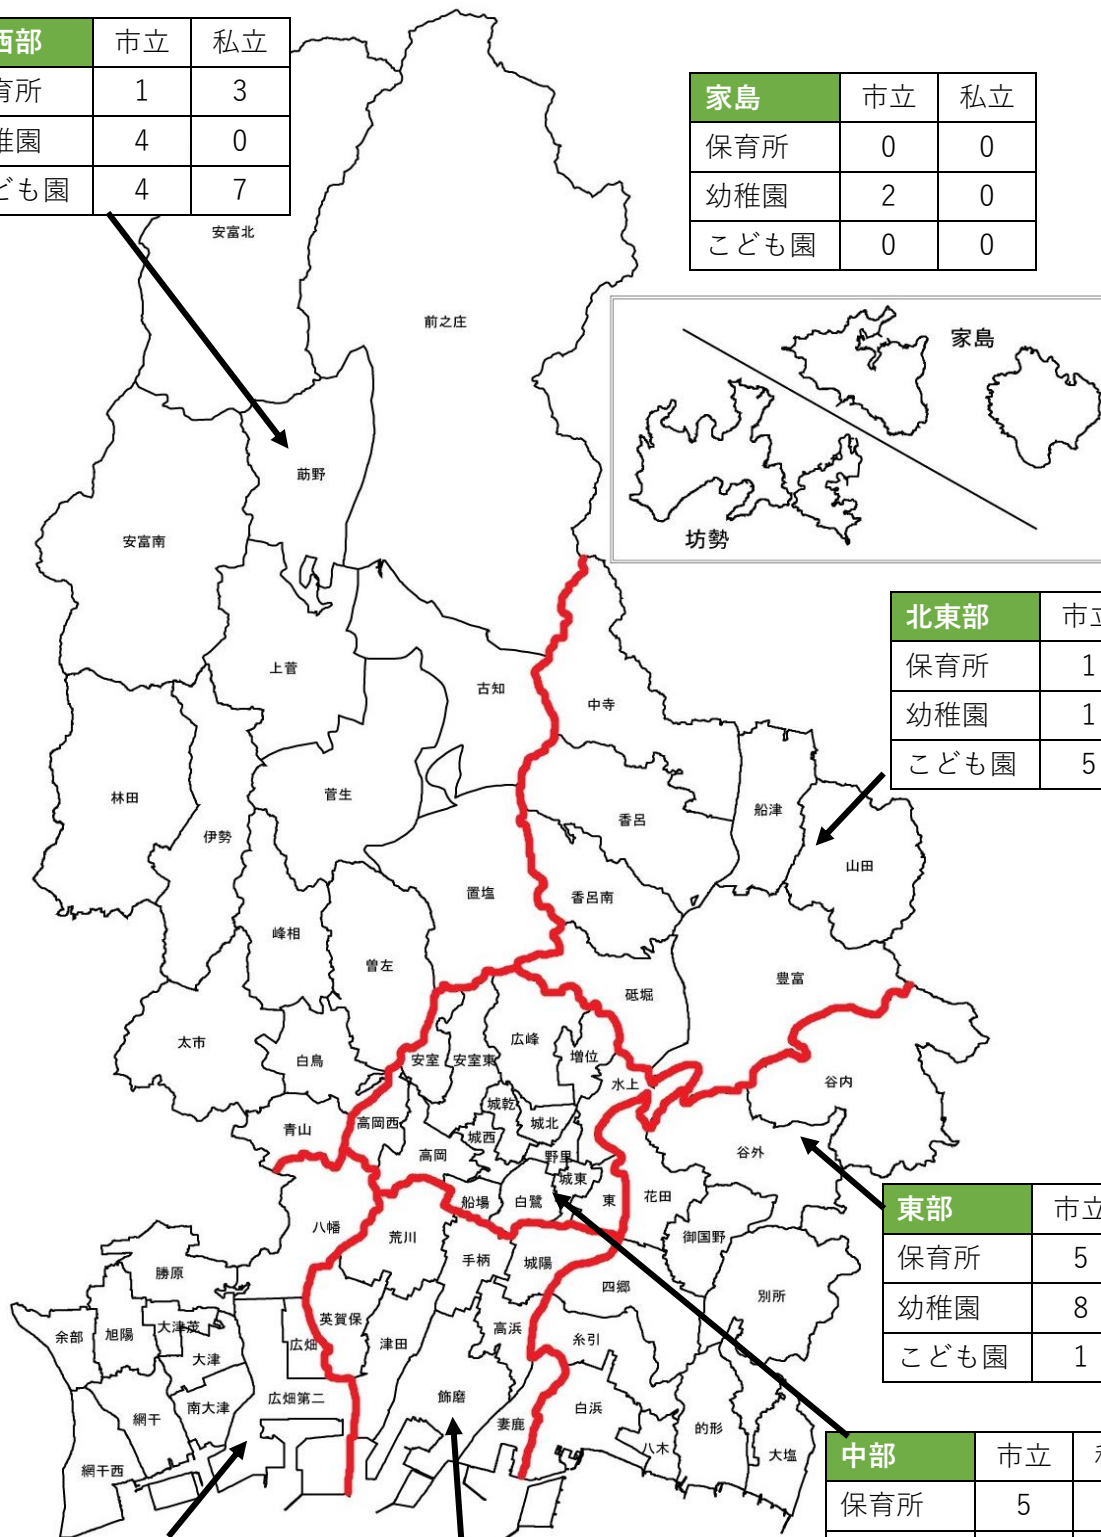 西部 市立 私立
育所 1 3
稚園 4 0
ども園 4 7
家島 市立 私立
保育所 0 0
幼稚園 2 0
こども園 0 0
安富北
前之庄
家島
坊勢
莇野
安富南
北東部 市立
保育所 1
幼稚園 1
こども園 5
上菅
古知
中寺
林田
伊勢
菅生
香呂
船津
山田
置塩
香呂南
峰相
曽左
豊富
砥堀
太市
白鳥
安室
安室東
広峰
増位
水上
谷内
青山
高岡西
城乾
城北
城西
高岡
野里
谷外
城東
船場
白鷺
東
花田
東部 市立
保育所 5
幼稚園 8
こども園 1
八幡
荒川
手柄
城陽
御国野
勝原
四郷
別所
余部
旭陽
大津茂
大津
広畑
英賀保
津田
高浜
糸引
網干
南大津
広畑第二
飾磨
妻鹿
白浜
八木
的形
大塩
網干西
中部 市立
保育所 5